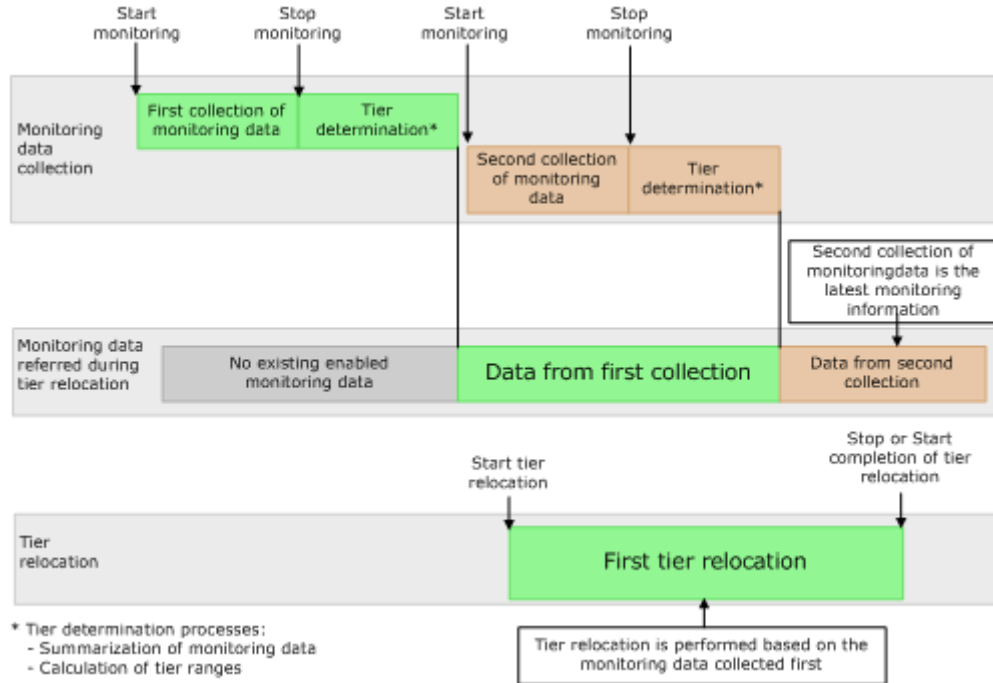 Start
monitoring
Stop
monitoring
Start
monitoring
Stop
monitoring
Monitoring
data
collection
First collection of
monitoring data
Tier
determination*
Second collection
of monitoring
data
Tier
determination*
Second collection of
monitoringdata is the
latest monitoring
information
Monitoring data
referred during
tier relocation
No existing enabled
monitoring data
Data from first collection
Data from second
collection
Start tier
relocation
Stop or Start
completion of tier
relocation
Tier
relocation
First tier relocation
* Tier determination processes:
- Summarization of monitoring data
- Calculation of tier ranges
Tier relocation is performed based on the
monitoring data collected first